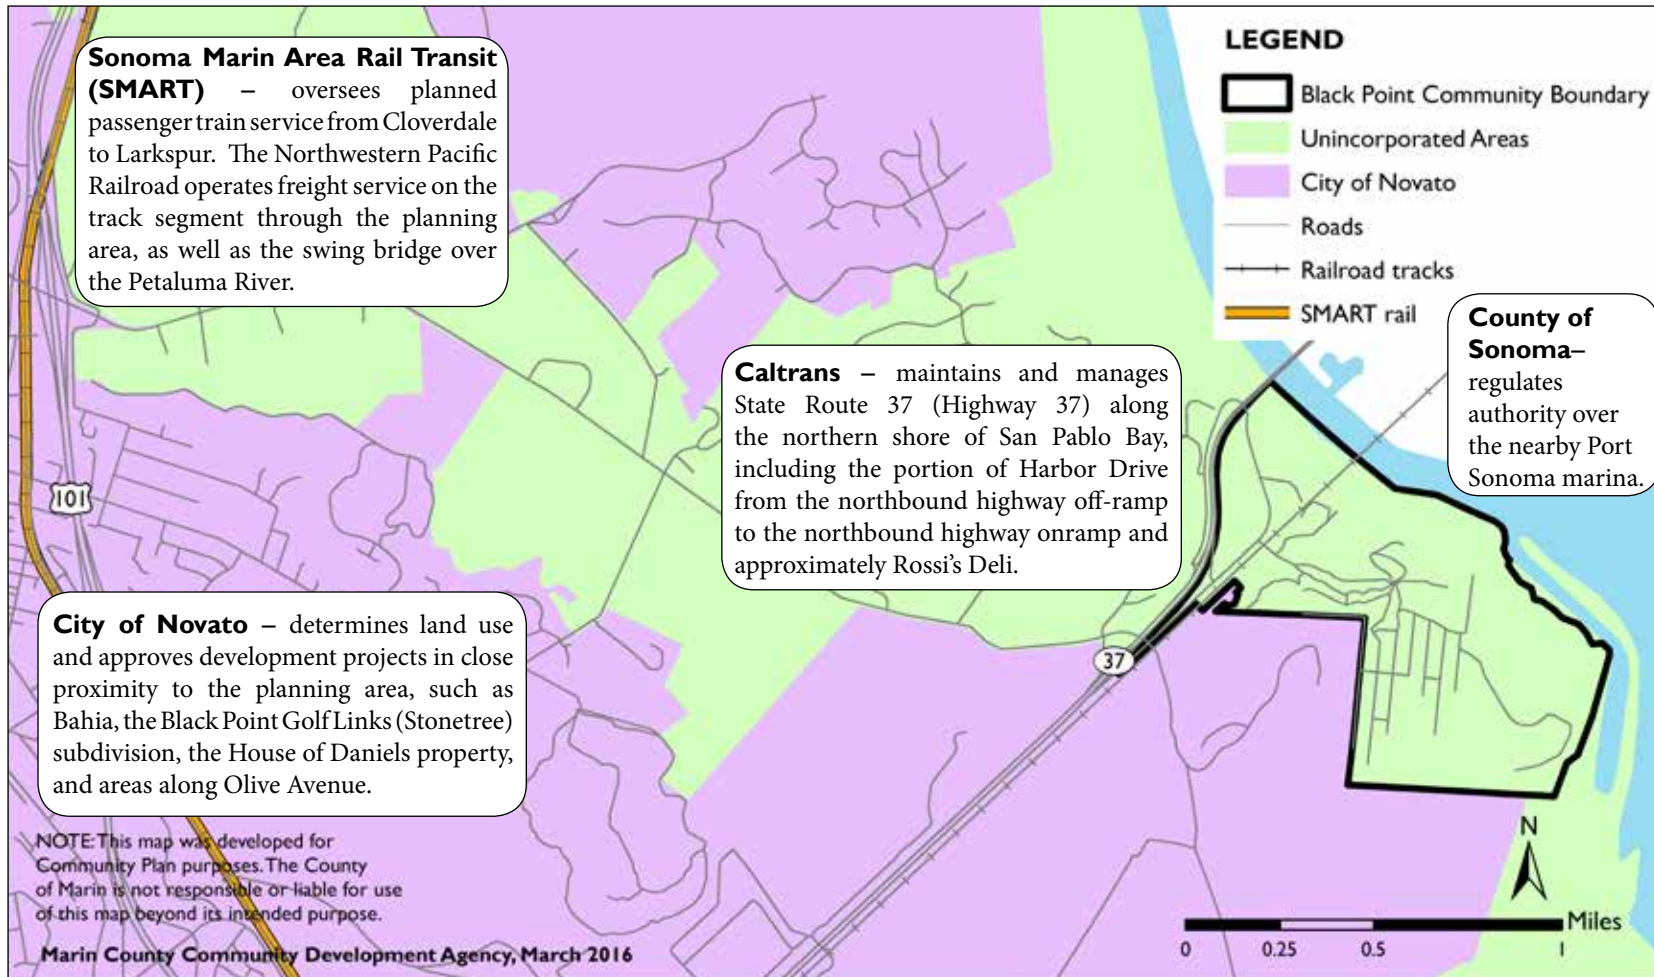 Sonoma Marin Area Rail Transit
(SMART) – oversees planned
passenger train service from Cloverdale
to Larkspur. The Northwestern Pacific
Railroad operates freight service on the
track segment through the planning
area, as well as the swing bridge over
the Petaluma River.
LEGEND
Black Point Community Boundary
Unincorporated Areas
City of Novato
Roads
Railroad tracks
SMART rail
County of
Sonoma–
regulates
authority over
the nearby Port
Sonoma marina.
Caltrans – maintains and manages
State Route 37 (Highway 37) along
the northern shore of San Pablo Bay,
including the portion of Harbor Drive
from the northbound highway off-ramp
to the northbound highway onramp and
approximately Rossi's Deli.
101
37
City of Novato – determines land use
and approves development projects in close
proximity to the planning area, such as
Bahia, the Black Point Golf Links (Stonetree)
subdivision, the House of Daniels property,
and areas along Olive Avenue.
NOTE: This map was developed for
Community Plan purposes. The County
of Marin is not responsible or liable for use
of this map beyond its intended purpose.
Marin County Community Development Agency, March 2016
N
Miles
0 0.25 0.5 1